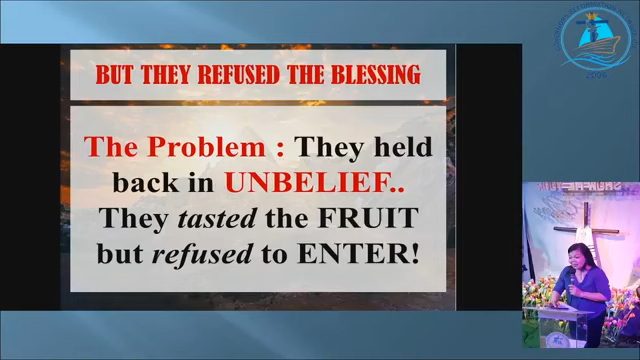 BUT THEY REFUSED THE BLESSING
The Problem : They held
back in UNBELIEF..
They tasted the FRUIT
but refused to ENTER!
2006